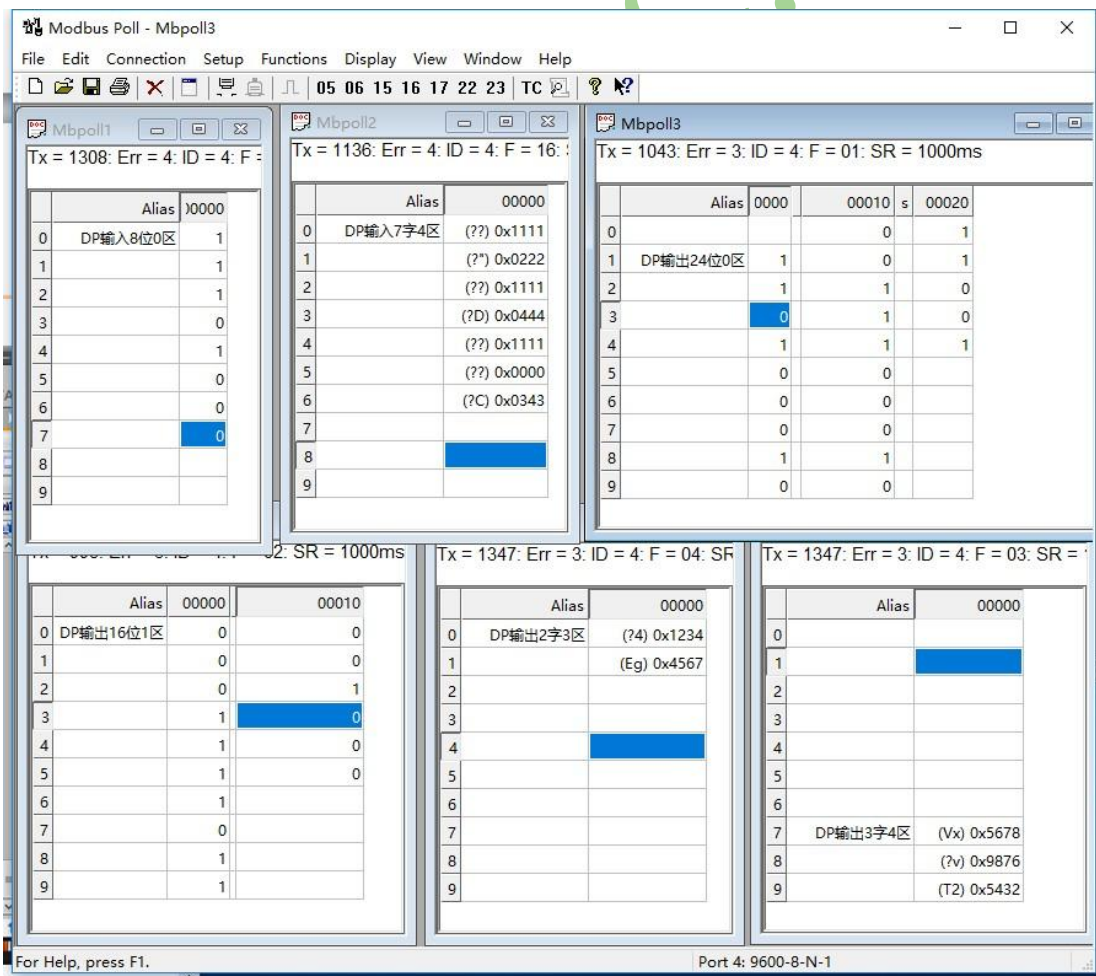 Modbus Poll - Mbpoll3
File Edit Connection Setup Functions Display View Window Help
05 06 15 16 17 22 23 TC
Mbpoll1
Tx = 1308: Err = 4: ID = 4: F =
Alias 00000
0 DP输入8位0区 1
1 1
2 1
3 0
4 1
5 0
6 0
7 0
8
9
Mbpoll2
Tx = 1136: Err = 4: ID = 4: F = 16:
Alias 00000
0 DP输入7字4区 (??) 0x1111
1 (?") 0x0222
2 (??) 0x1111
3 (?D) 0x0444
4 (??) 0x1111
5 (??) 0x0000
6 (?C) 0x0343
7
8
9
Mbpoll3
Tx = 1043: Err = 3: ID = 4: F = 01: SR = 1000ms
Alias 0000 00010 s 00020
0 0 1
1 DP输出24位0区 1 0 1
2 1 1 0
3 0 1 0
4 1 1 1
5 0 0
6 0 0
7 0 0
8 1 1
9 0 0
02: SR = 1000ms
Alias 00000 00010
0 DP输出16位1区 0 0
1 0 0
2 0 1
3 1 0
4 1 0
5 1 0
6 1
7 0
8 1
9 1
Tx = 1347: Err = 3: ID = 4: F = 04: SR
Alias 00000
0 DP输出2字3区 (?4) 0x1234
1 (Eg) 0x4567
2
3
4
5
6
7
8
9
Tx = 1347: Err = 3: ID = 4: F = 03: SR =
Alias 00000
0
1
2
3
4
5
6
7 DP输出3字4区 (Vx) 0x5678
8 (?v) 0x9876
9 (T2) 0x5432
For Help, press F1.
Port 4: 9600-8-N-1